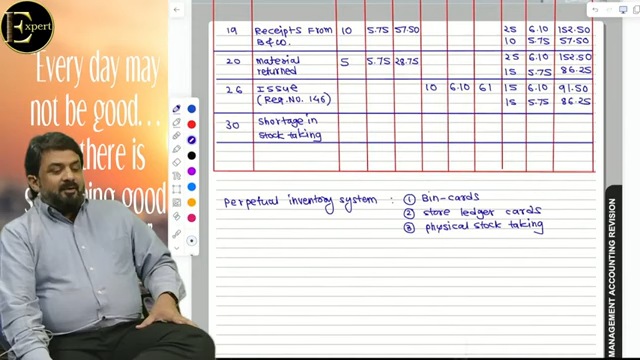 Expert
Every day may
not be good...
there is
something good
19 Receipts From 10 5.75 57.50 25 6.10 152.50
B&Co. 10 5.75 57.50
20 material 5 5.75 28.75 25 6.10 152.50
returned 15 5.75 86.25
26 Issue 10 6.10 61 15 6.10 91.50
(Req. No. 146) 15 5.75 86.25
30 Shortage in
stock taking
perpetual inventory system : ① Bin-cards
② store ledger cards
③ physical stock taking
MANAGEMENT ACCOUNTING REVISION